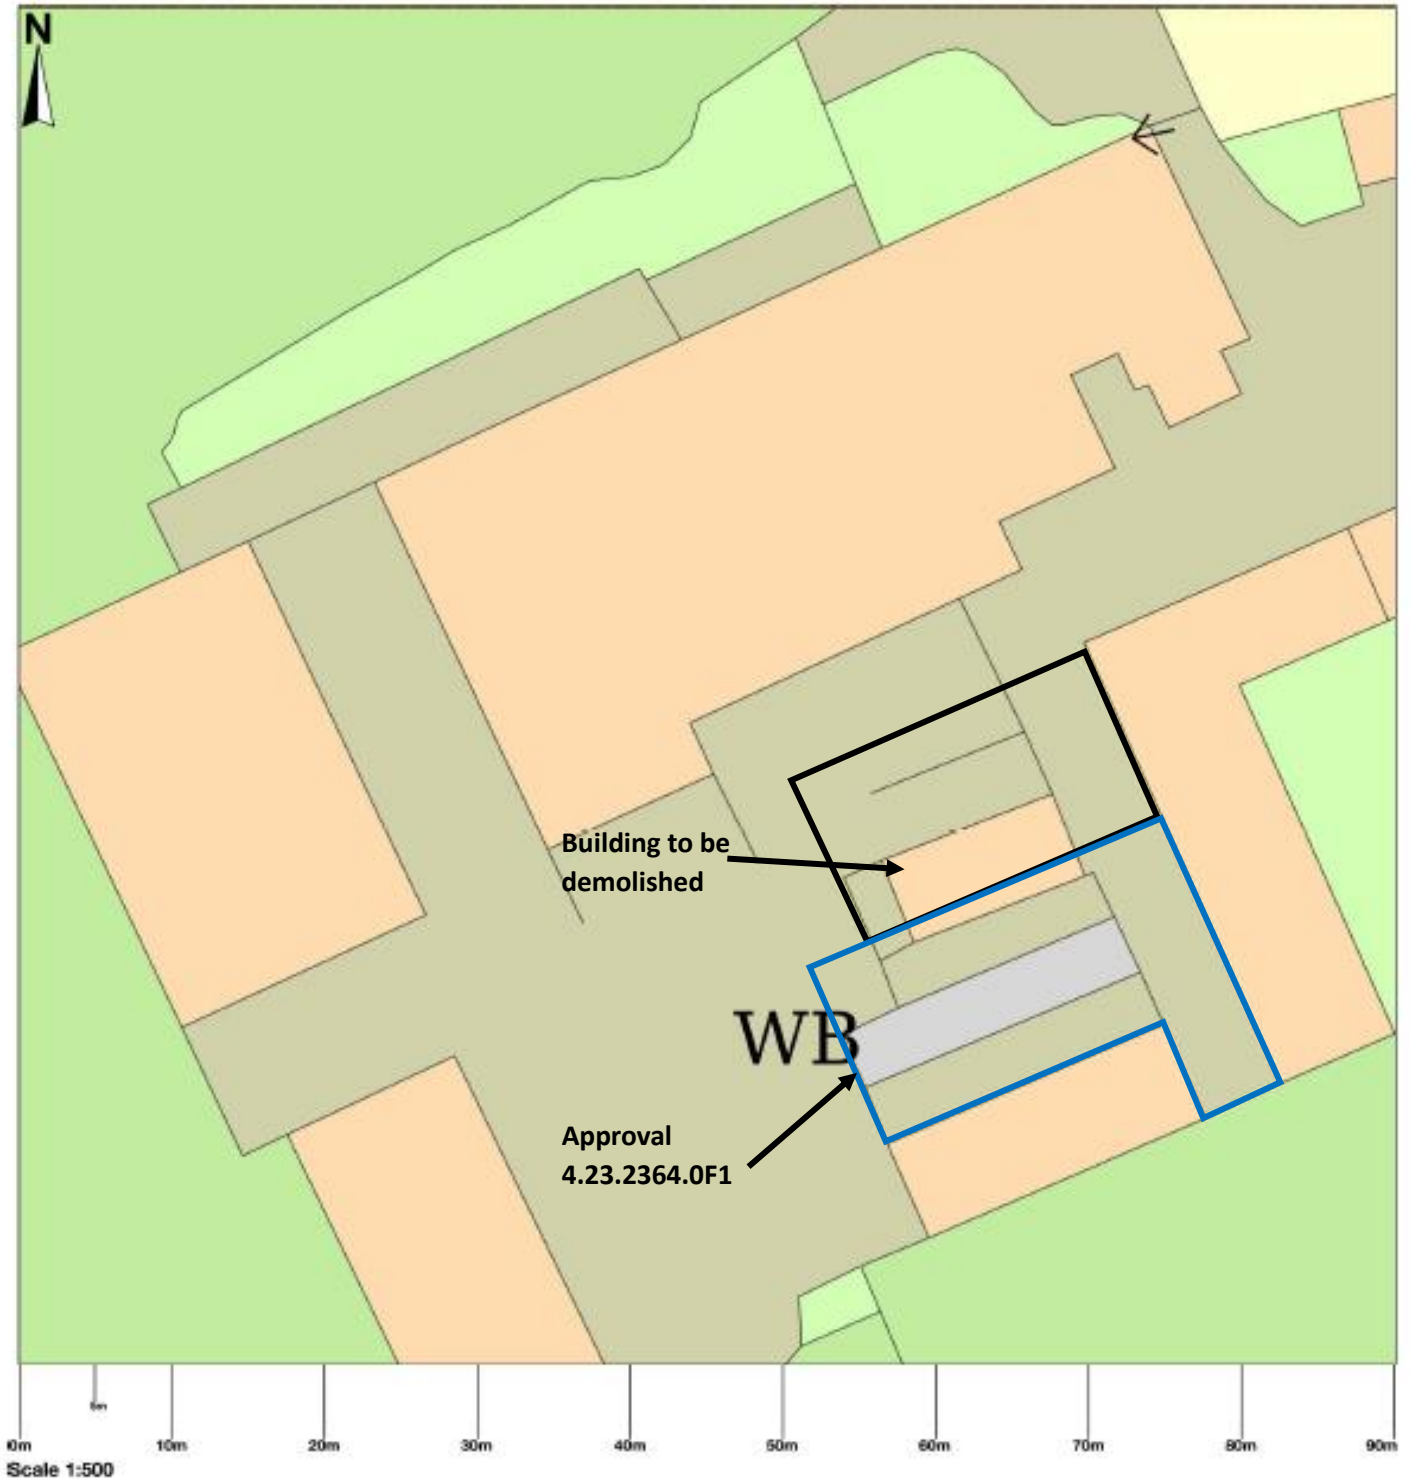 N
Building to be
demolished
WB
Approval
4.23.2364.0F1
5m
0m 10m 20m 30m 40m 50m 60m 70m 80m 90m
Scale 1:500